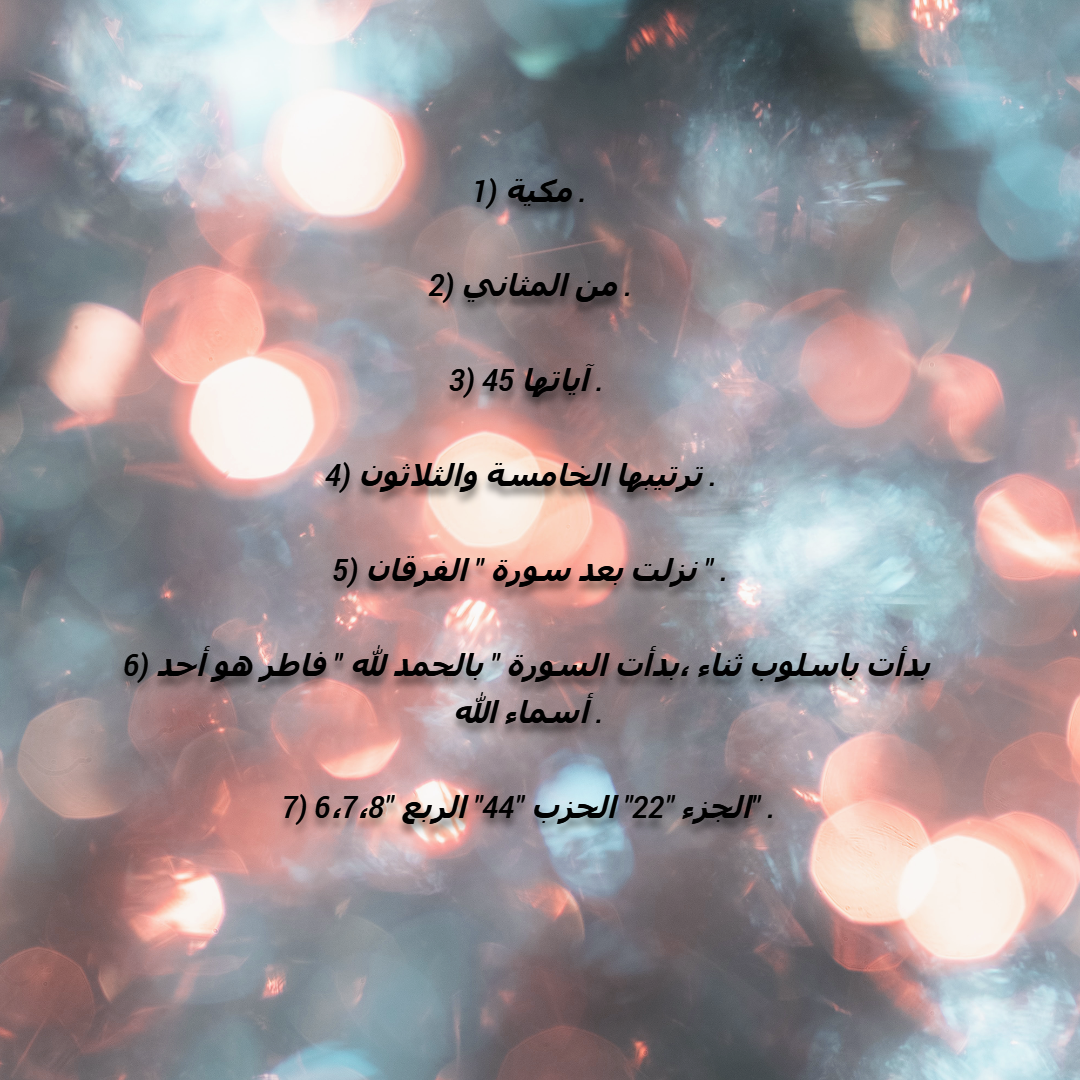 1) مكية .
2) من المثاني .
3) آياتها 45 .
4) ترتيبها الخامسة والثلاثون .
5) نزلت بعد سورة " الفرقان " .
6) بدأت باسلوب ثناء ،بدأت السورة " بالحمد لله " فاطر هو أحد
أسماء الله .
7) الجزء "22" الحزب "44" الربع "6،7،8" .